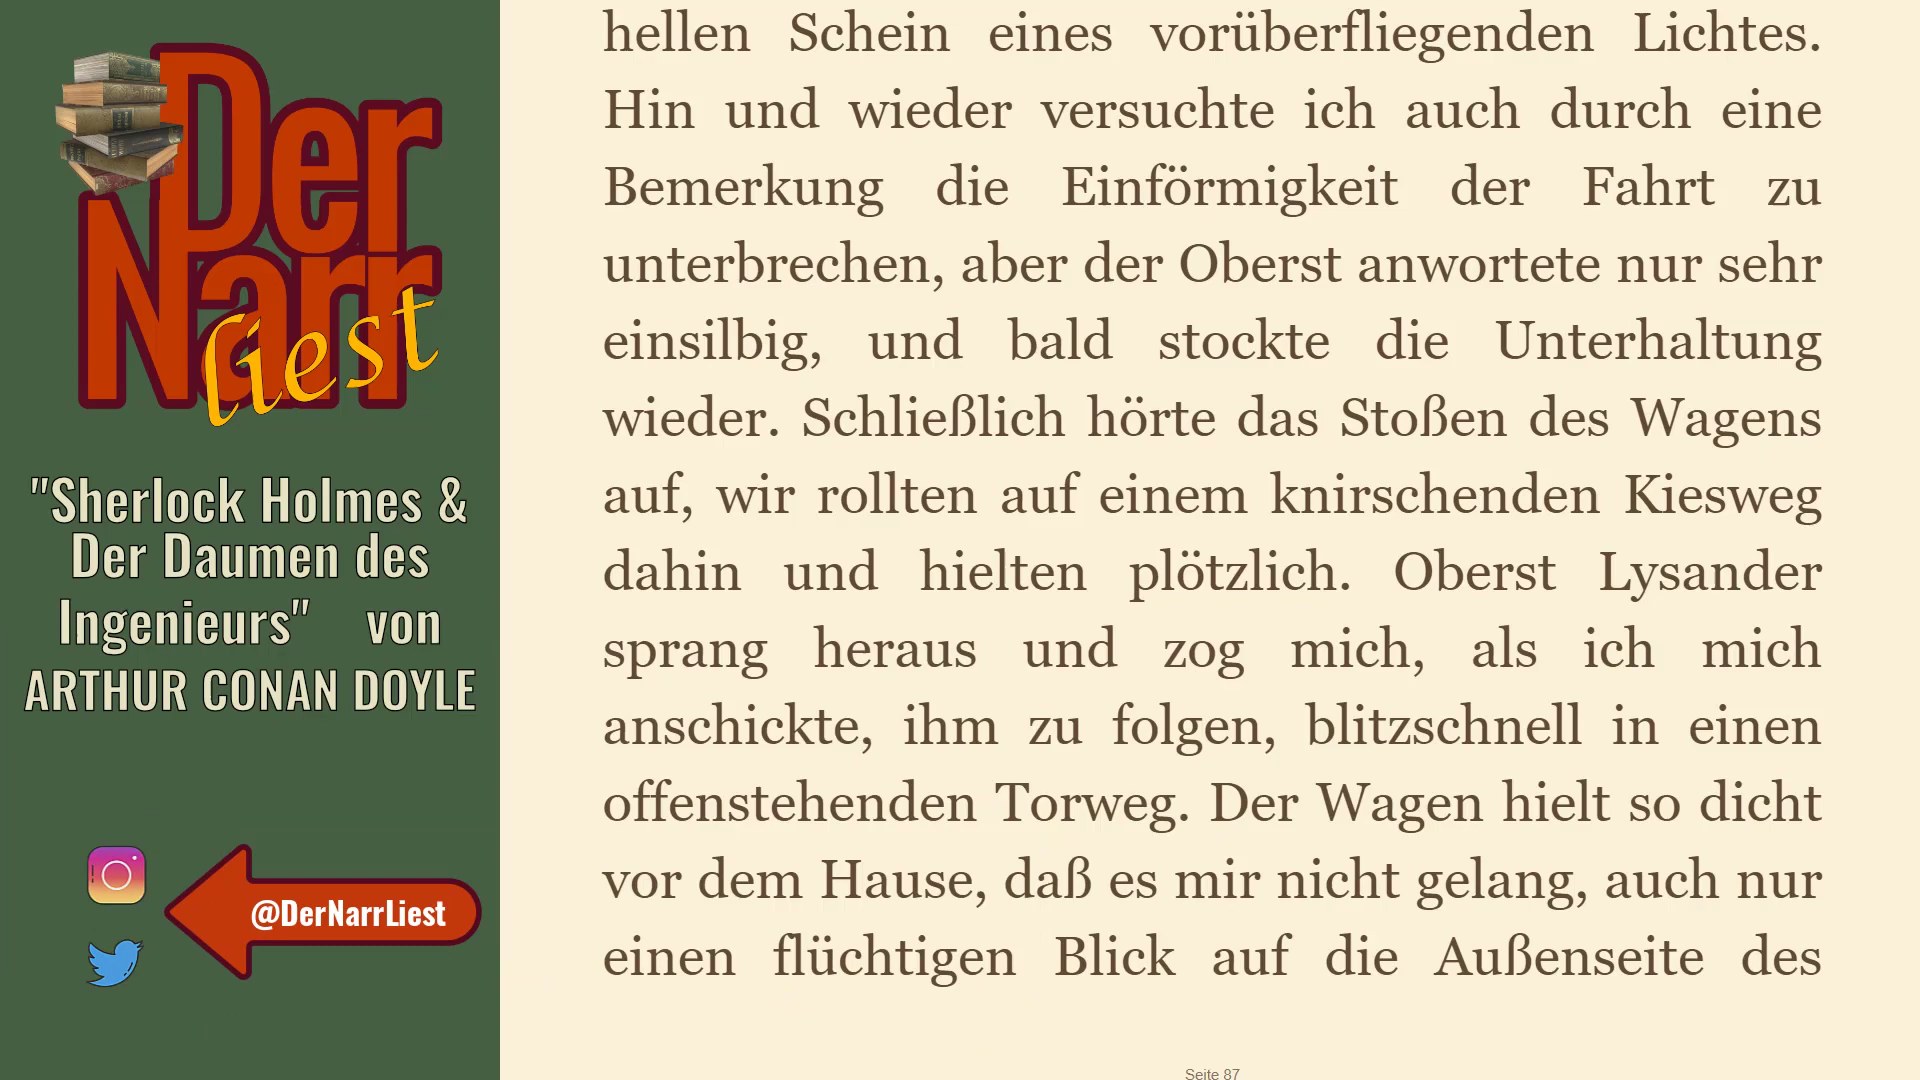 Der
Narr
liest
"Sherlock Holmes &
Der Daumen des
Ingenieurs" von
ARTHUR CONAN DOYLE
@DerNarrLiest
hellen Schein eines vorüberfliegenden Lichtes.
Hin und wieder versuchte ich auch durch eine
Bemerkung die Einförmigkeit der Fahrt zu
unterbrechen, aber der Oberst anwortete nur sehr
einsilbig, und bald stockte die Unterhaltung
wieder. Schließlich hörte das Stoßen des Wagens
auf, wir rollten auf einem knirschenden Kiesweg
dahin und hielten plötzlich. Oberst Lysander
sprang heraus und zog mich, als ich mich
anschickte, ihm zu folgen, blitzschnell in einen
offenstehenden Torweg. Der Wagen hielt so dicht
vor dem Hause, daß es mir nicht gelang, auch nur
einen flüchtigen Blick auf die Außenseite des
Seite 87